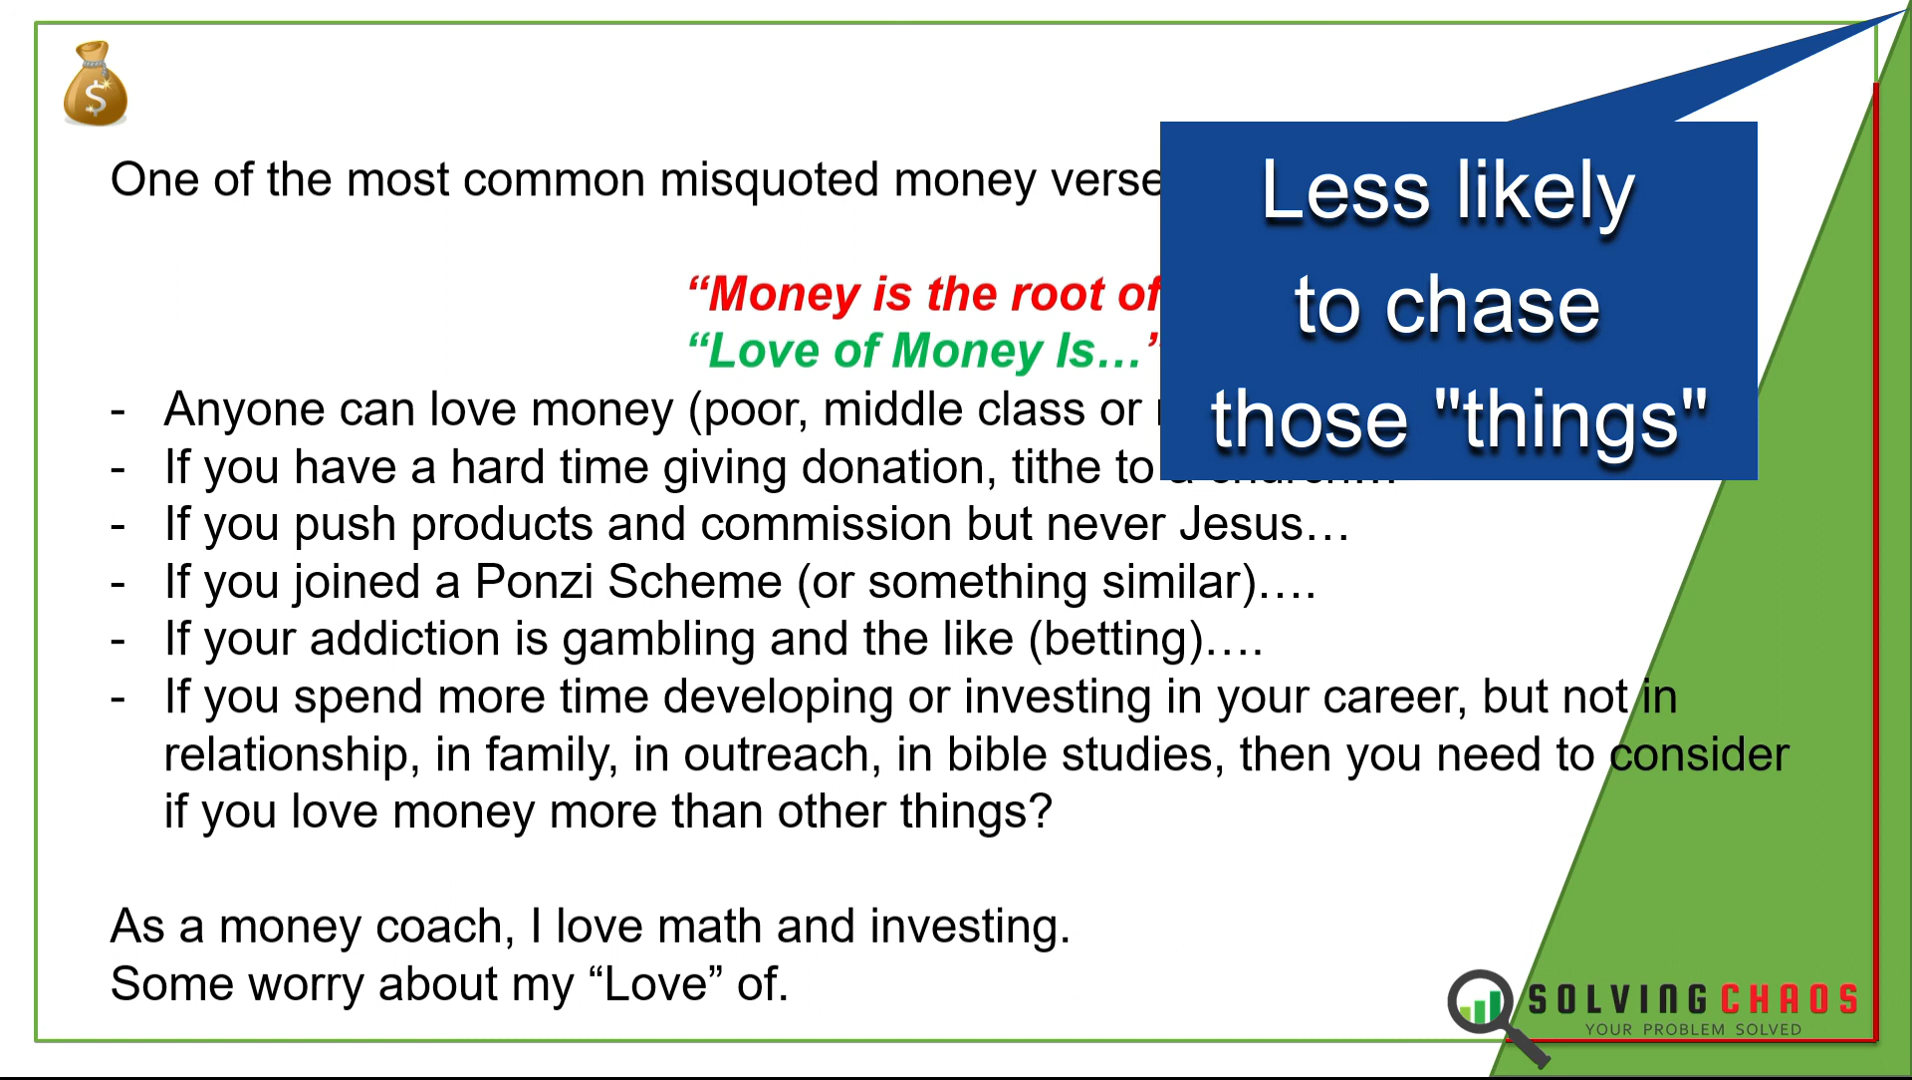 $
One of the most common misquoted money verse
“Money is the root of
“Love of Money Is…”
- Anyone can love money (poor, middle class or
- If you have a hard time giving donation, tithe to a church…
- If you push products and commission but never Jesus…
- If you joined a Ponzi Scheme (or something similar)….
- If your addiction is gambling and the like (betting)….
- If you spend more time developing or investing in your career, but not in
relationship, in family, in outreach, in bible studies, then you need to consider
if you love money more than other things?
As a money coach, I love math and investing.
Some worry about my “Love” of.
Less likely
to chase
those "things"
SOLVING CHAOS
YOUR PROBLEM SOLVED